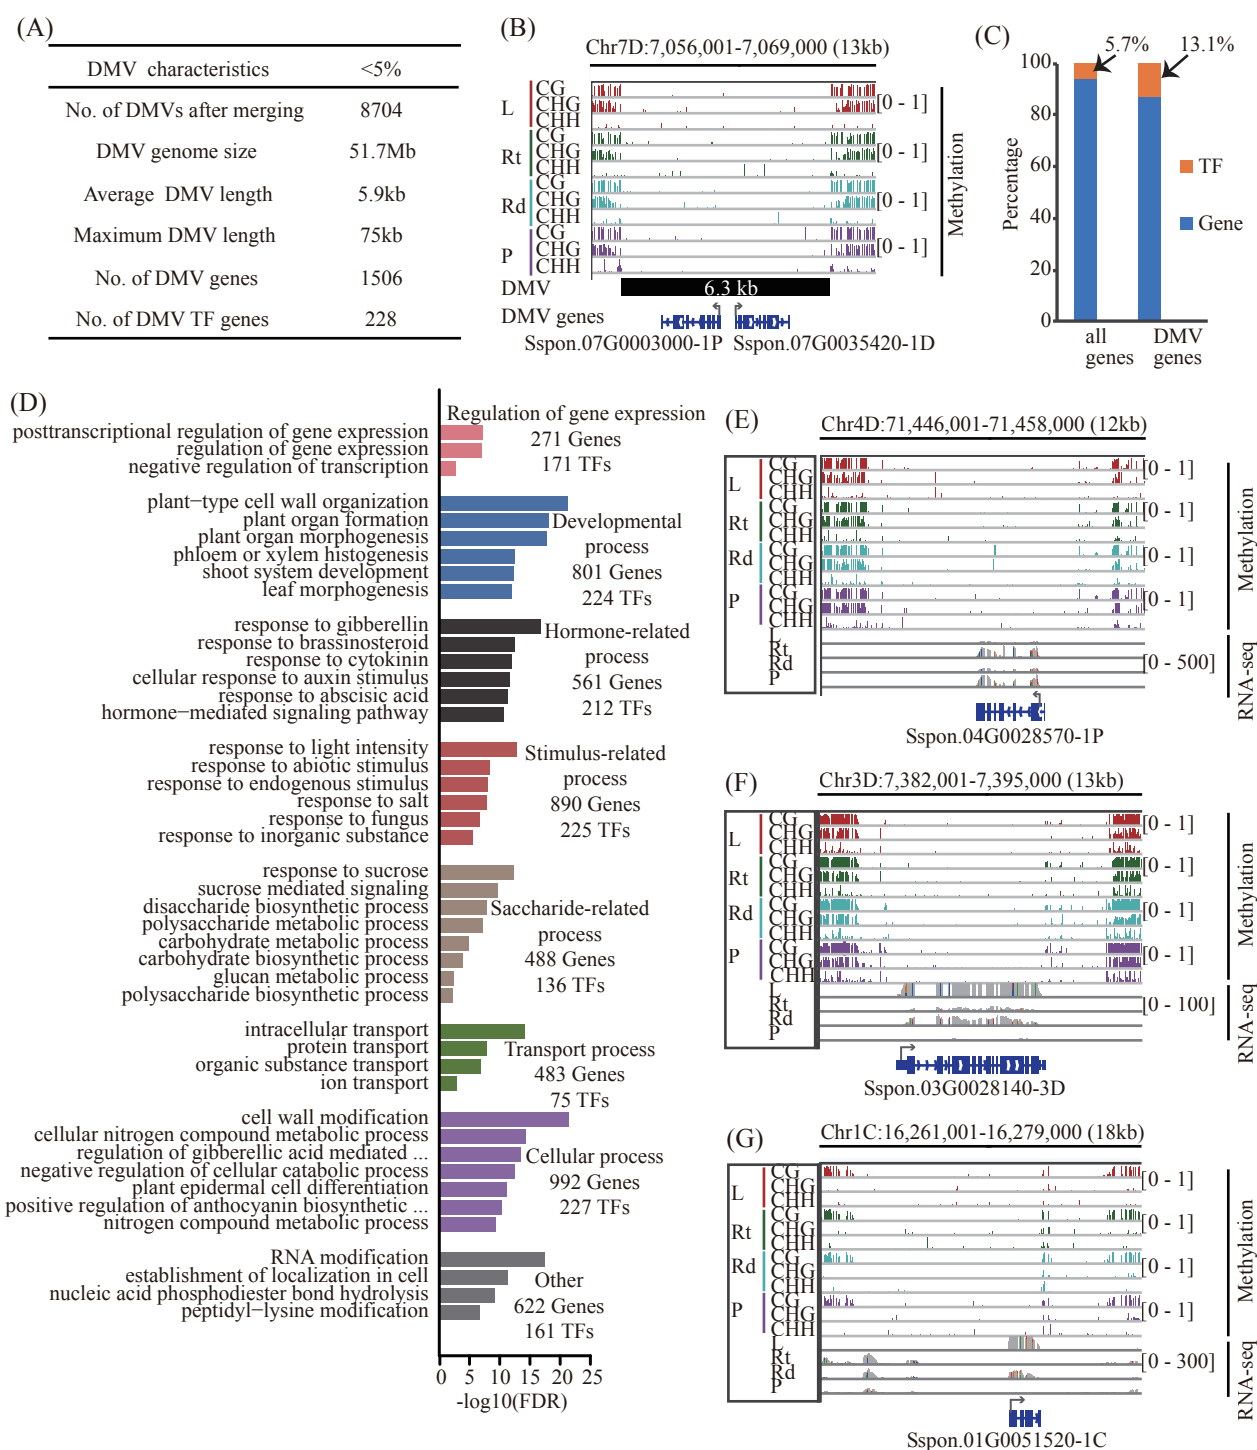 (A)
DMV characteristics <5%
No. of DMVs after merging 8704
DMV genome size 51.7Mb
Average DMV length 5.9kb
Maximum DMV length 75kb
No. of DMV genes 1506
No. of DMV TF genes 228
(B)
Chr7D:7,056,001-7,069,000 (13kb)
L
CG
CHG
CHH
[0 - 1]
Rt
CG
CHG
CHH
[0 - 1]
Rd
CG
CHG
CHH
[0 - 1]
P
CG
CHG
CHH
[0 - 1]
Methylation
DMV 6.3 kb
DMV genes
Sspon.07G0003000-1P Sspon.07G0035420-1D
(C)
5.7% 13.1%
Percentage
100
80
60
40
20
0
TF
Gene
all genes
DMV genes
(D)
Regulation of gene expression
271 Genes
171 TFs
posttranscriptional regulation of gene expression
regulation of gene expression
negative regulation of transcription
plant−type cell wall organization
plant organ formation
plant organ morphogenesis
phloem or xylem histogenesis
shoot system development
leaf morphogenesis
Developmental
process
801 Genes
224 TFs
response to gibberellin
response to brassinosteroid
response to cytokinin
cellular response to auxin stimulus
response to abscisic acid
hormone−mediated signaling pathway
Hormone-related
process
561 Genes
212 TFs
response to light intensity
response to abiotic stimulus
response to endogenous stimulus
response to salt
response to fungus
response to inorganic substance
Stimulus-related
process
890 Genes
225 TFs
response to sucrose
sucrose mediated signaling
disaccharide biosynthetic process
polysaccharide metabolic process
carbohydrate metabolic process
carbohydrate biosynthetic process
glucan metabolic process
polysaccharide biosynthetic process
Saccharide-related
process
488 Genes
136 TFs
intracellular transport
protein transport
organic substance transport
ion transport
Transport process
483 Genes
75 TFs
cell wall modification
cellular nitrogen compound metabolic process
regulation of gibberellic acid mediated ...
negative regulation of cellular catabolic process
plant epidermal cell differentiation
positive regulation of anthocyanin biosynthetic ...
nitrogen compound metabolic process
Cellular process
992 Genes
227 TFs
RNA modification
establishment of localization in cell
nucleic acid phosphodiester bond hydrolysis
peptidyl−lysine modification
Other
622 Genes
161 TFs
0 5 10 15 20 25
-log10(FDR)
(E)
Chr4D:71,446,001-71,458,000 (12kb)
L
CG
CHG
CHH
[0 - 1]
Rt
CG
CHG
CHH
[0 - 1]
Rd
CG
CHG
CHH
[0 - 1]
P
CG
CHG
CHH
[0 - 1]
Methylation
L
Rt
Rd
P
[0 - 500]
RNA-seq
Sspon.04G0028570-1P
(F)
Chr3D:7,382,001-7,395,000 (13kb)
L
CG
CHG
CHH
[0 - 1]
Rt
CG
CHG
CHH
[0 - 1]
Rd
CG
CHG
CHH
[0 - 1]
P
CG
CHG
CHH
[0 - 1]
Methylation
L
Rt
Rd
P
[0 - 100]
RNA-seq
Sspon.03G0028140-3D
(G)
Chr1C:16,261,001-16,279,000 (18kb)
L
CG
CHG
CHH
[0 - 1]
Rt
CG
CHG
CHH
[0 - 1]
Rd
CG
CHG
CHH
[0 - 1]
P
CG
CHG
CHH
[0 - 1]
Methylation
L
Rt
Rd
P
[0 - 300]
RNA-seq
Sspon.01G0051520-1C